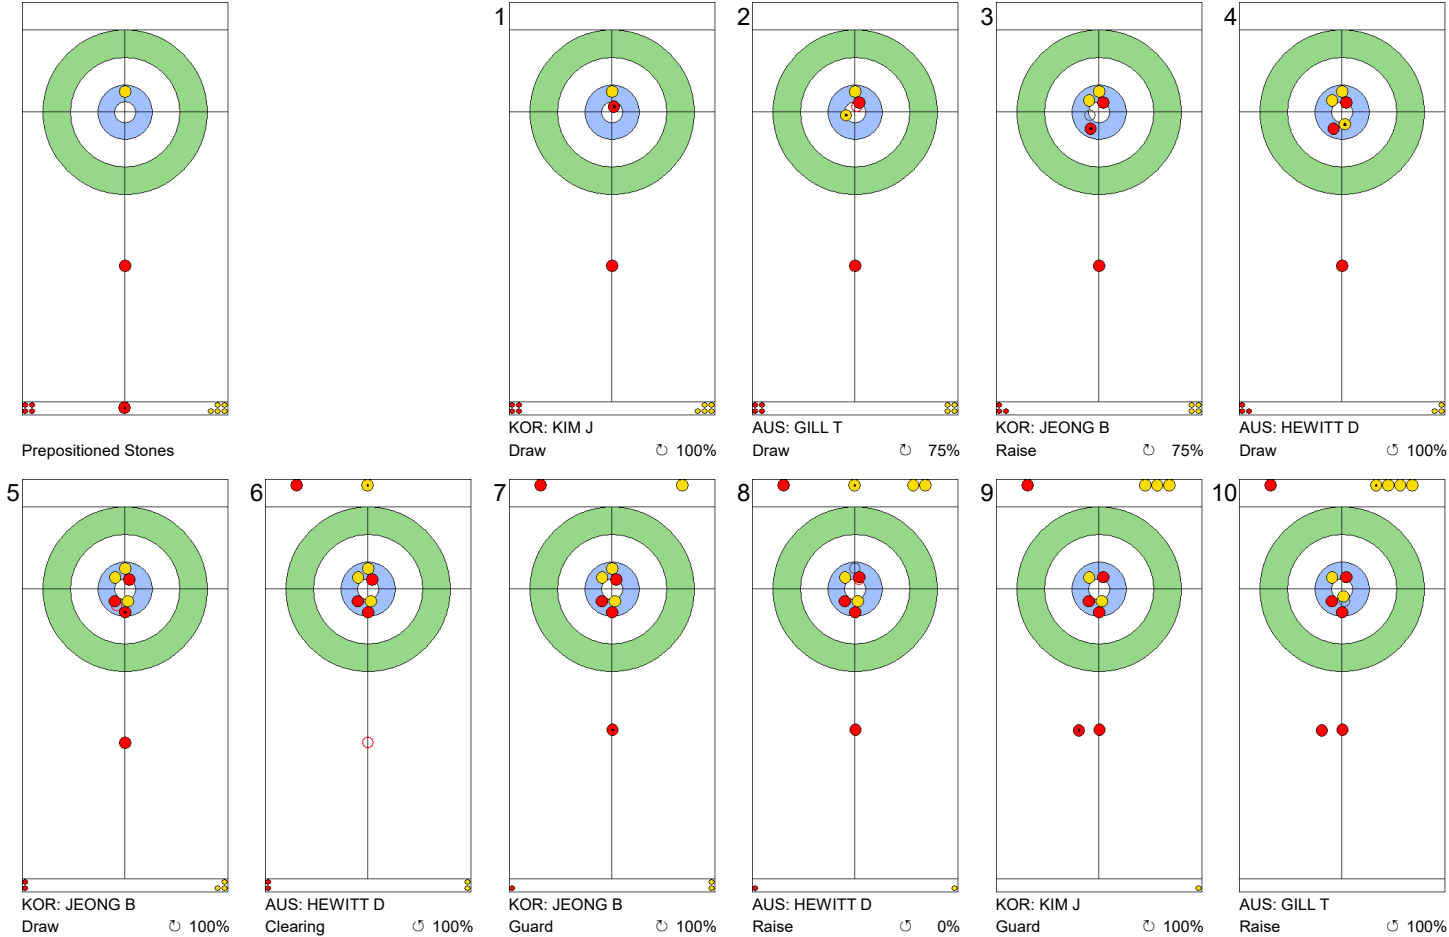 1
2
3
4
Prepositioned Stones
KOR: KIM J
Draw ↻ 100%
AUS: GILL T
Draw ↻ 75%
KOR: JEONG B
Raise ↻ 75%
AUS: HEWITT D
Draw ↻ 100%
5
6
7
8
9
10
KOR: JEONG B
Draw ↻ 100%
AUS: HEWITT D
Clearing ↺ 100%
KOR: JEONG B
Guard ↻ 100%
AUS: HEWITT D
Raise ↺ 0%
KOR: KIM J
Guard ↻ 100%
AUS: GILL T
Raise ↺ 100%